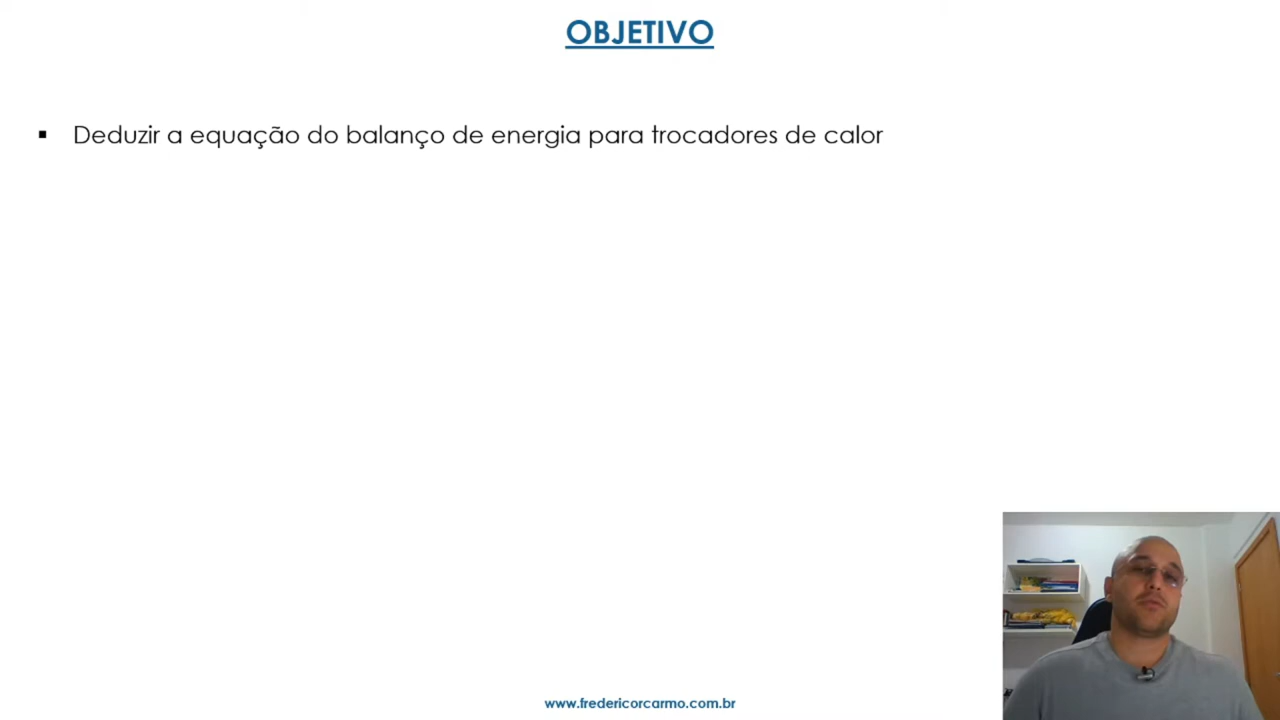 OBJETIVO
▪ Deduzir a equação do balanço de energia para trocadores de calor
www.fredericorcarmo.com.br